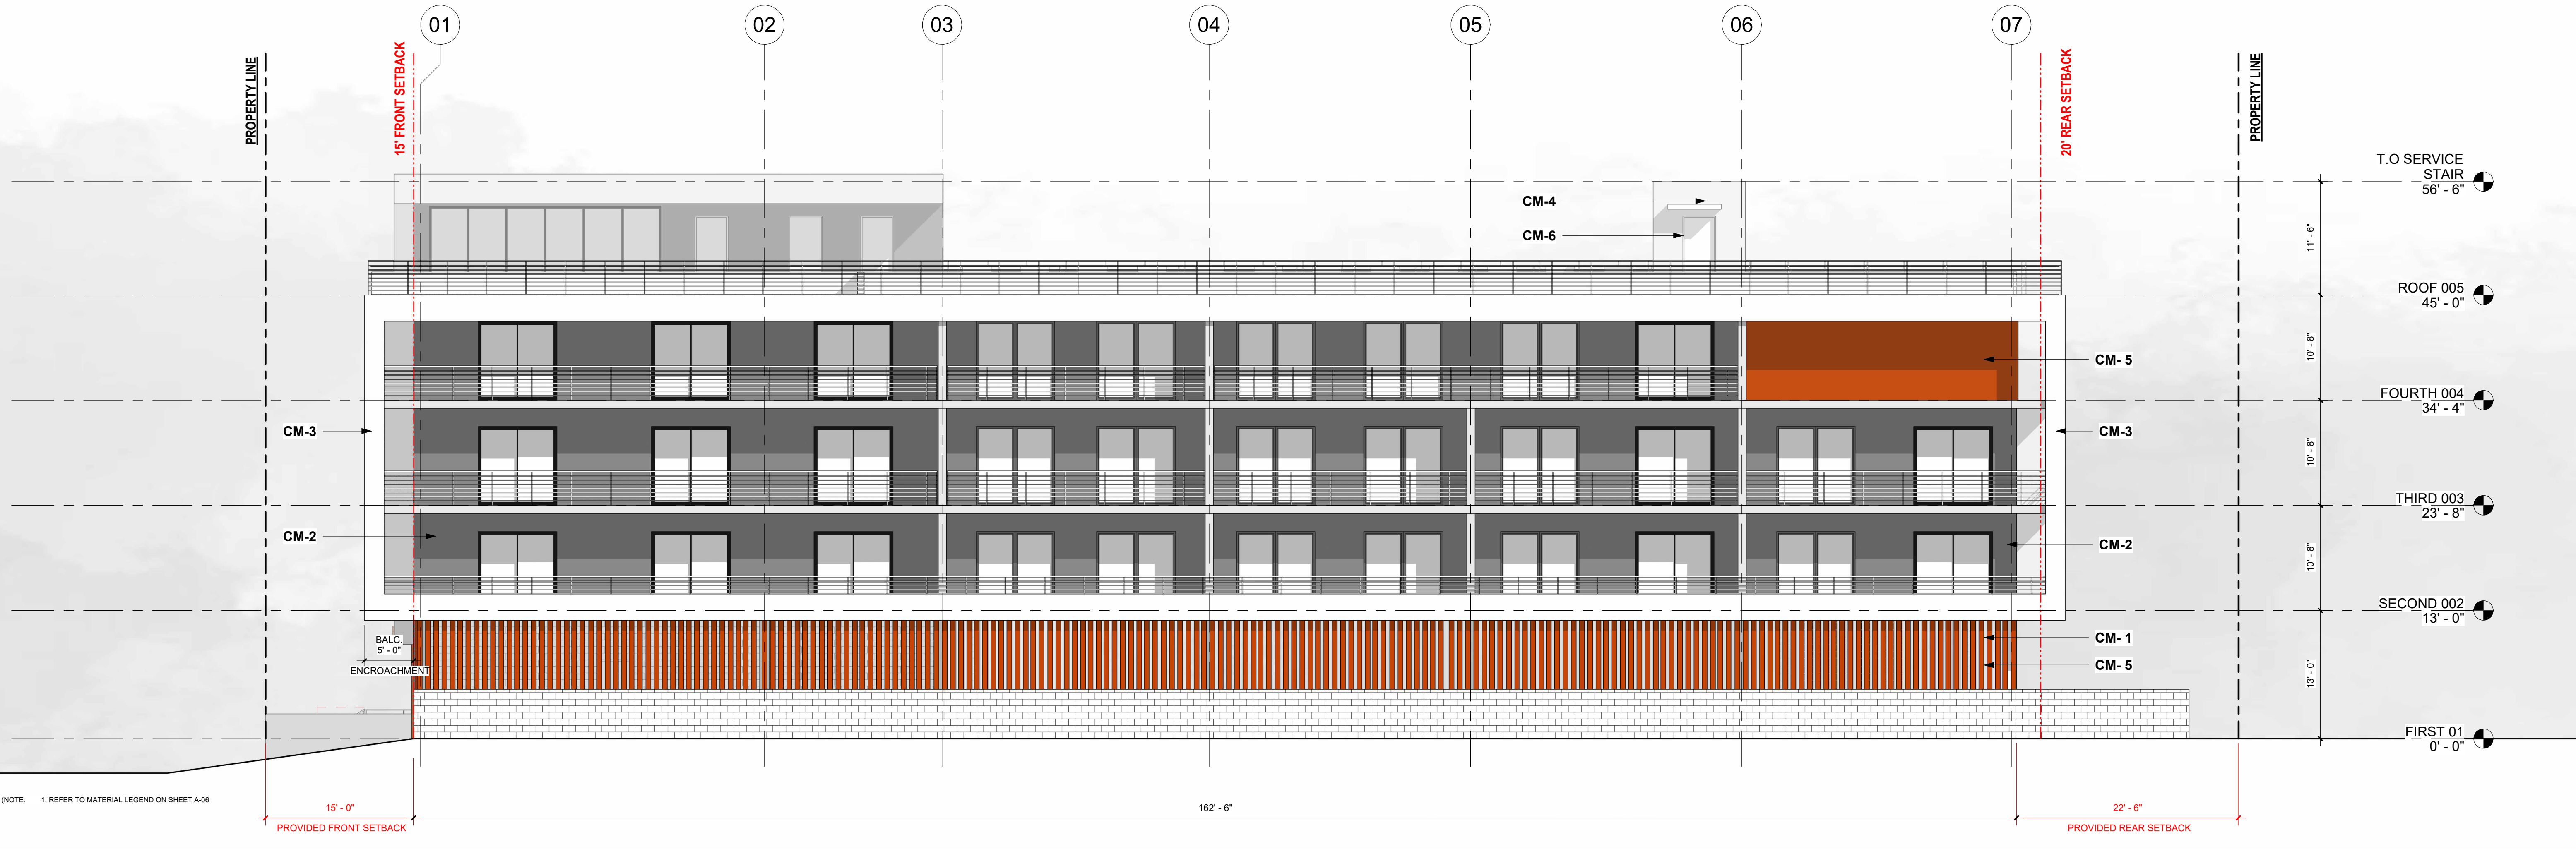 01
02
03
04
05
06
07
PROPERTY LINE
15' FRONT SETBACK
20' REAR SETBACK
PROPERTY LINE
T.O SERVICE
STAIR
56' - 6"
CM-4
CM-6
11' - 6"
ROOF 005
45' - 0"
10' - 8"
CM- 5
FOURTH 004
34' - 4"
CM-3
CM-3
10' - 8"
THIRD 003
23' - 8"
CM-2
CM-2
10' - 8"
SECOND 002
13' - 0"
BALC.
5' - 0"
ENCROACHMENT
CM- 1
CM- 5
13' - 0"
FIRST 01
0' - 0"
(NOTE: 1. REFER TO MATERIAL LEGEND ON SHEET A-06
15' - 0"
PROVIDED FRONT SETBACK
162' - 6"
22' - 6"
PROVIDED REAR SETBACK